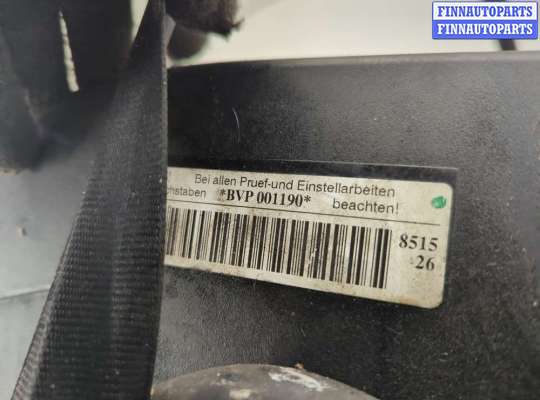 FINNAUTOPARTS
FINNAUTOPARTS
Bei allen Pruef-und Einstellarbeiten
chstaben *BVP 001190* beachten!
8515
26